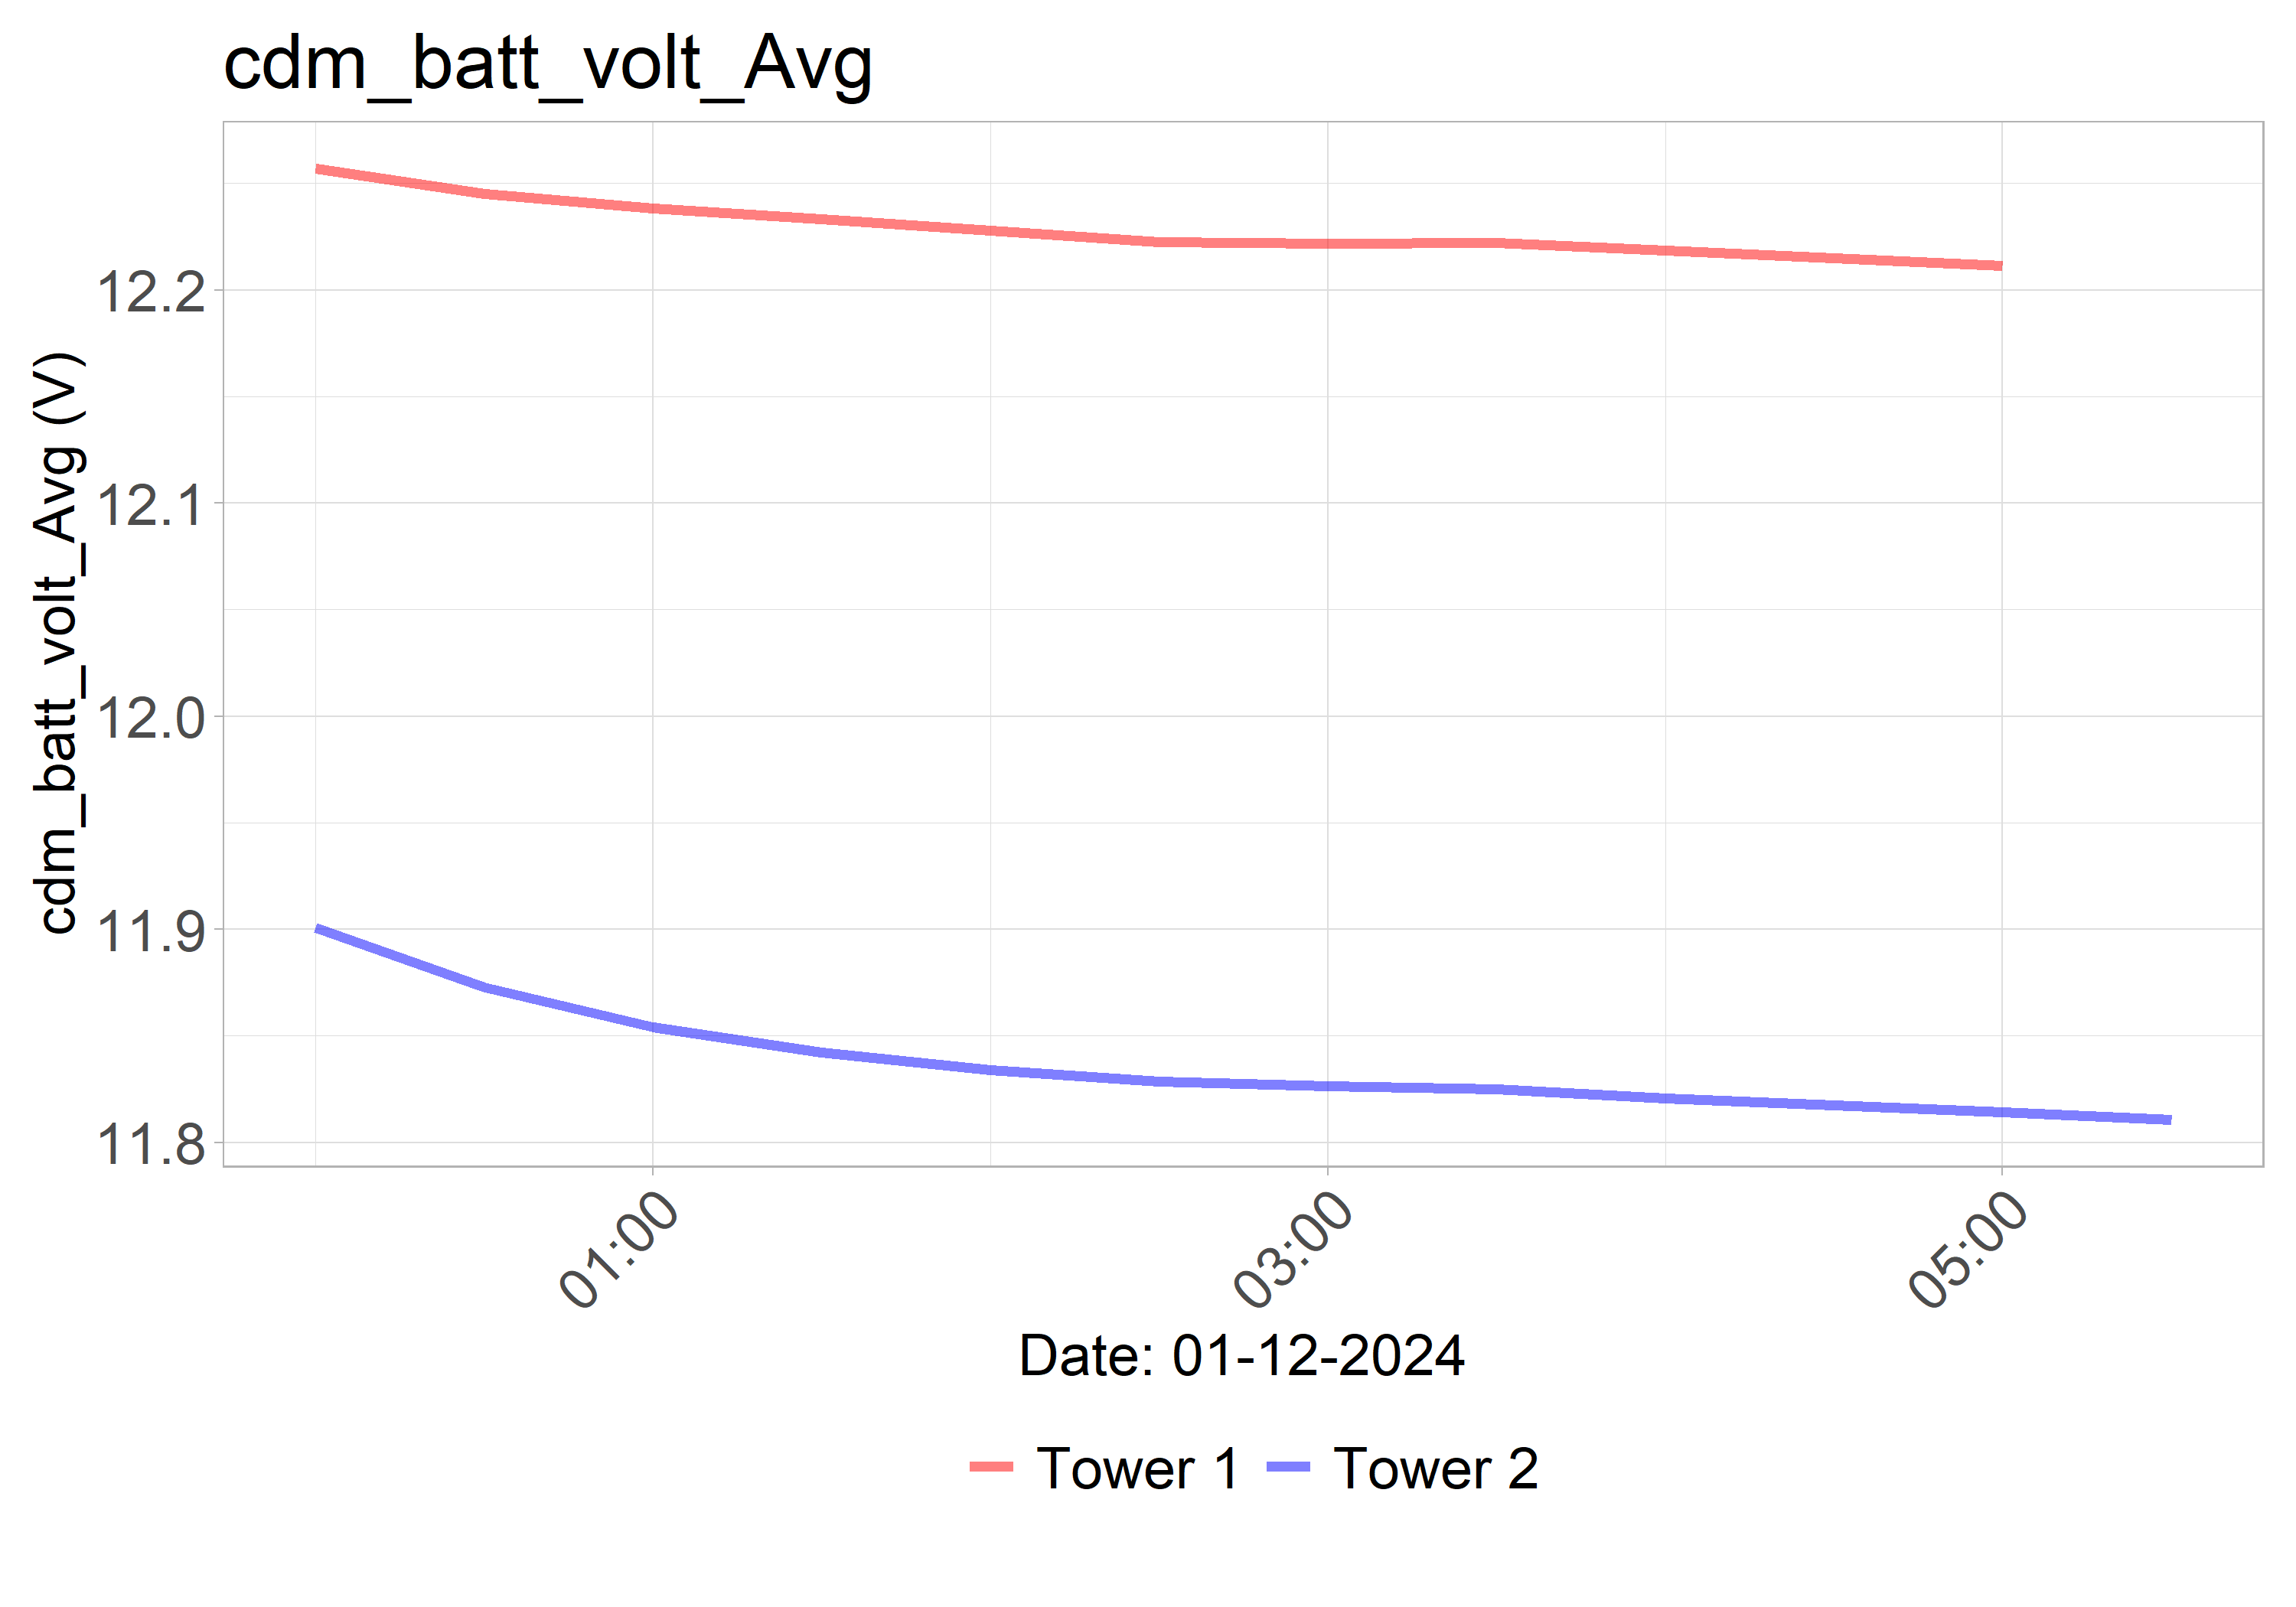 cdm_batt_volt_Avg
cdm_batt_volt_Avg (V)
12.2
12.1
12.0
11.9
11.8
01:00
03:00
05:00
Date: 01-12-2024
Tower 1
Tower 2